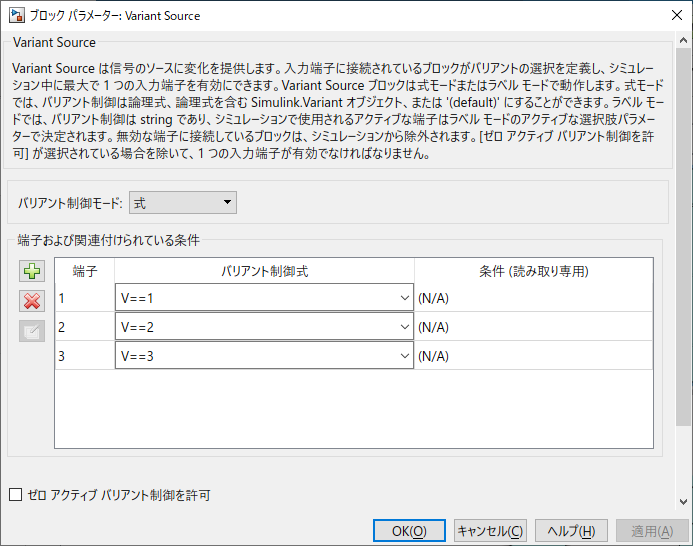 ブロック パラメーター: Variant Source
Variant Source
Variant Source は信号のソースに変化を提供します。入力端子に接続されているブロックがバリアントの選択を定義し、シミュレー
ション中に最大で 1 つの入力端子を有効にできます。Variant Source ブロックは式モードまたはラベル モードで動作します。式モード
では、バリアント制御は論理式、論理式を含む Simulink.Variant オブジェクト、または '(default)' にすることができます。ラベル モー
ドでは、バリアント制御は string であり、シミュレーションで使用されるアクティブな端子はラベル モードのアクティブな選択肢パラメー
ターで決定されます。無効な端子に接続しているブロックは、シミュレーションから除外されます。[ゼロ アクティブ バリアント制御を許
可] が選択されている場合を除いて、1 つの入力端子が有効でなければなりません。
バリアント制御モード: 式
端子および関連付けられている条件
端子 バリアント制御式 条件 (読み取り専用)
1 V==1 (N/A)
2 V==2 (N/A)
3 V==3 (N/A)
ゼロ アクティブ バリアント制御を許可
OK(O) キャンセル(C) ヘルプ(H) 適用(A)